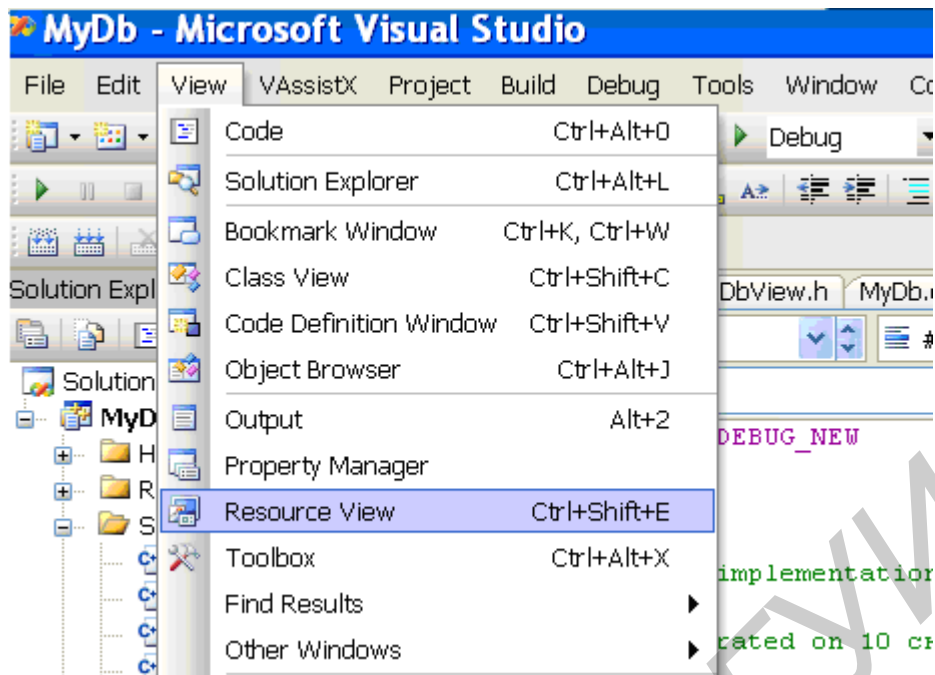 MyDb - Microsoft Visual Studio
File Edit View VAssistX Project Build Debug Tools Window Co
Code Ctrl+Alt+0
Debug
Solution Explorer Ctrl+Alt+L
Bookmark Window Ctrl+K, Ctrl+W
Solution Expl
Class View Ctrl+Shift+C
DbView.h MyDb.
Code Definition Window Ctrl+Shift+V
#
Object Browser Ctrl+Alt+J
Solution
MyD
Output Alt+2
DEBUG_NEW
H
Property Manager
R
Resource View Ctrl+Shift+E
S
Toolbox Ctrl+Alt+X
implementation
Find Results
Other Windows
rated on 10